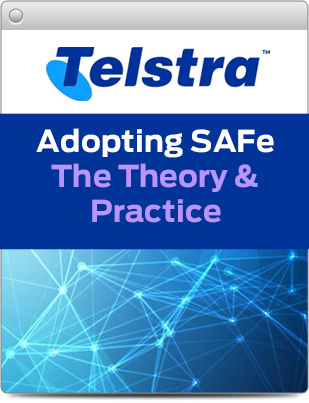 Telstra™
Adopting SAFe
The Theory &
Practice